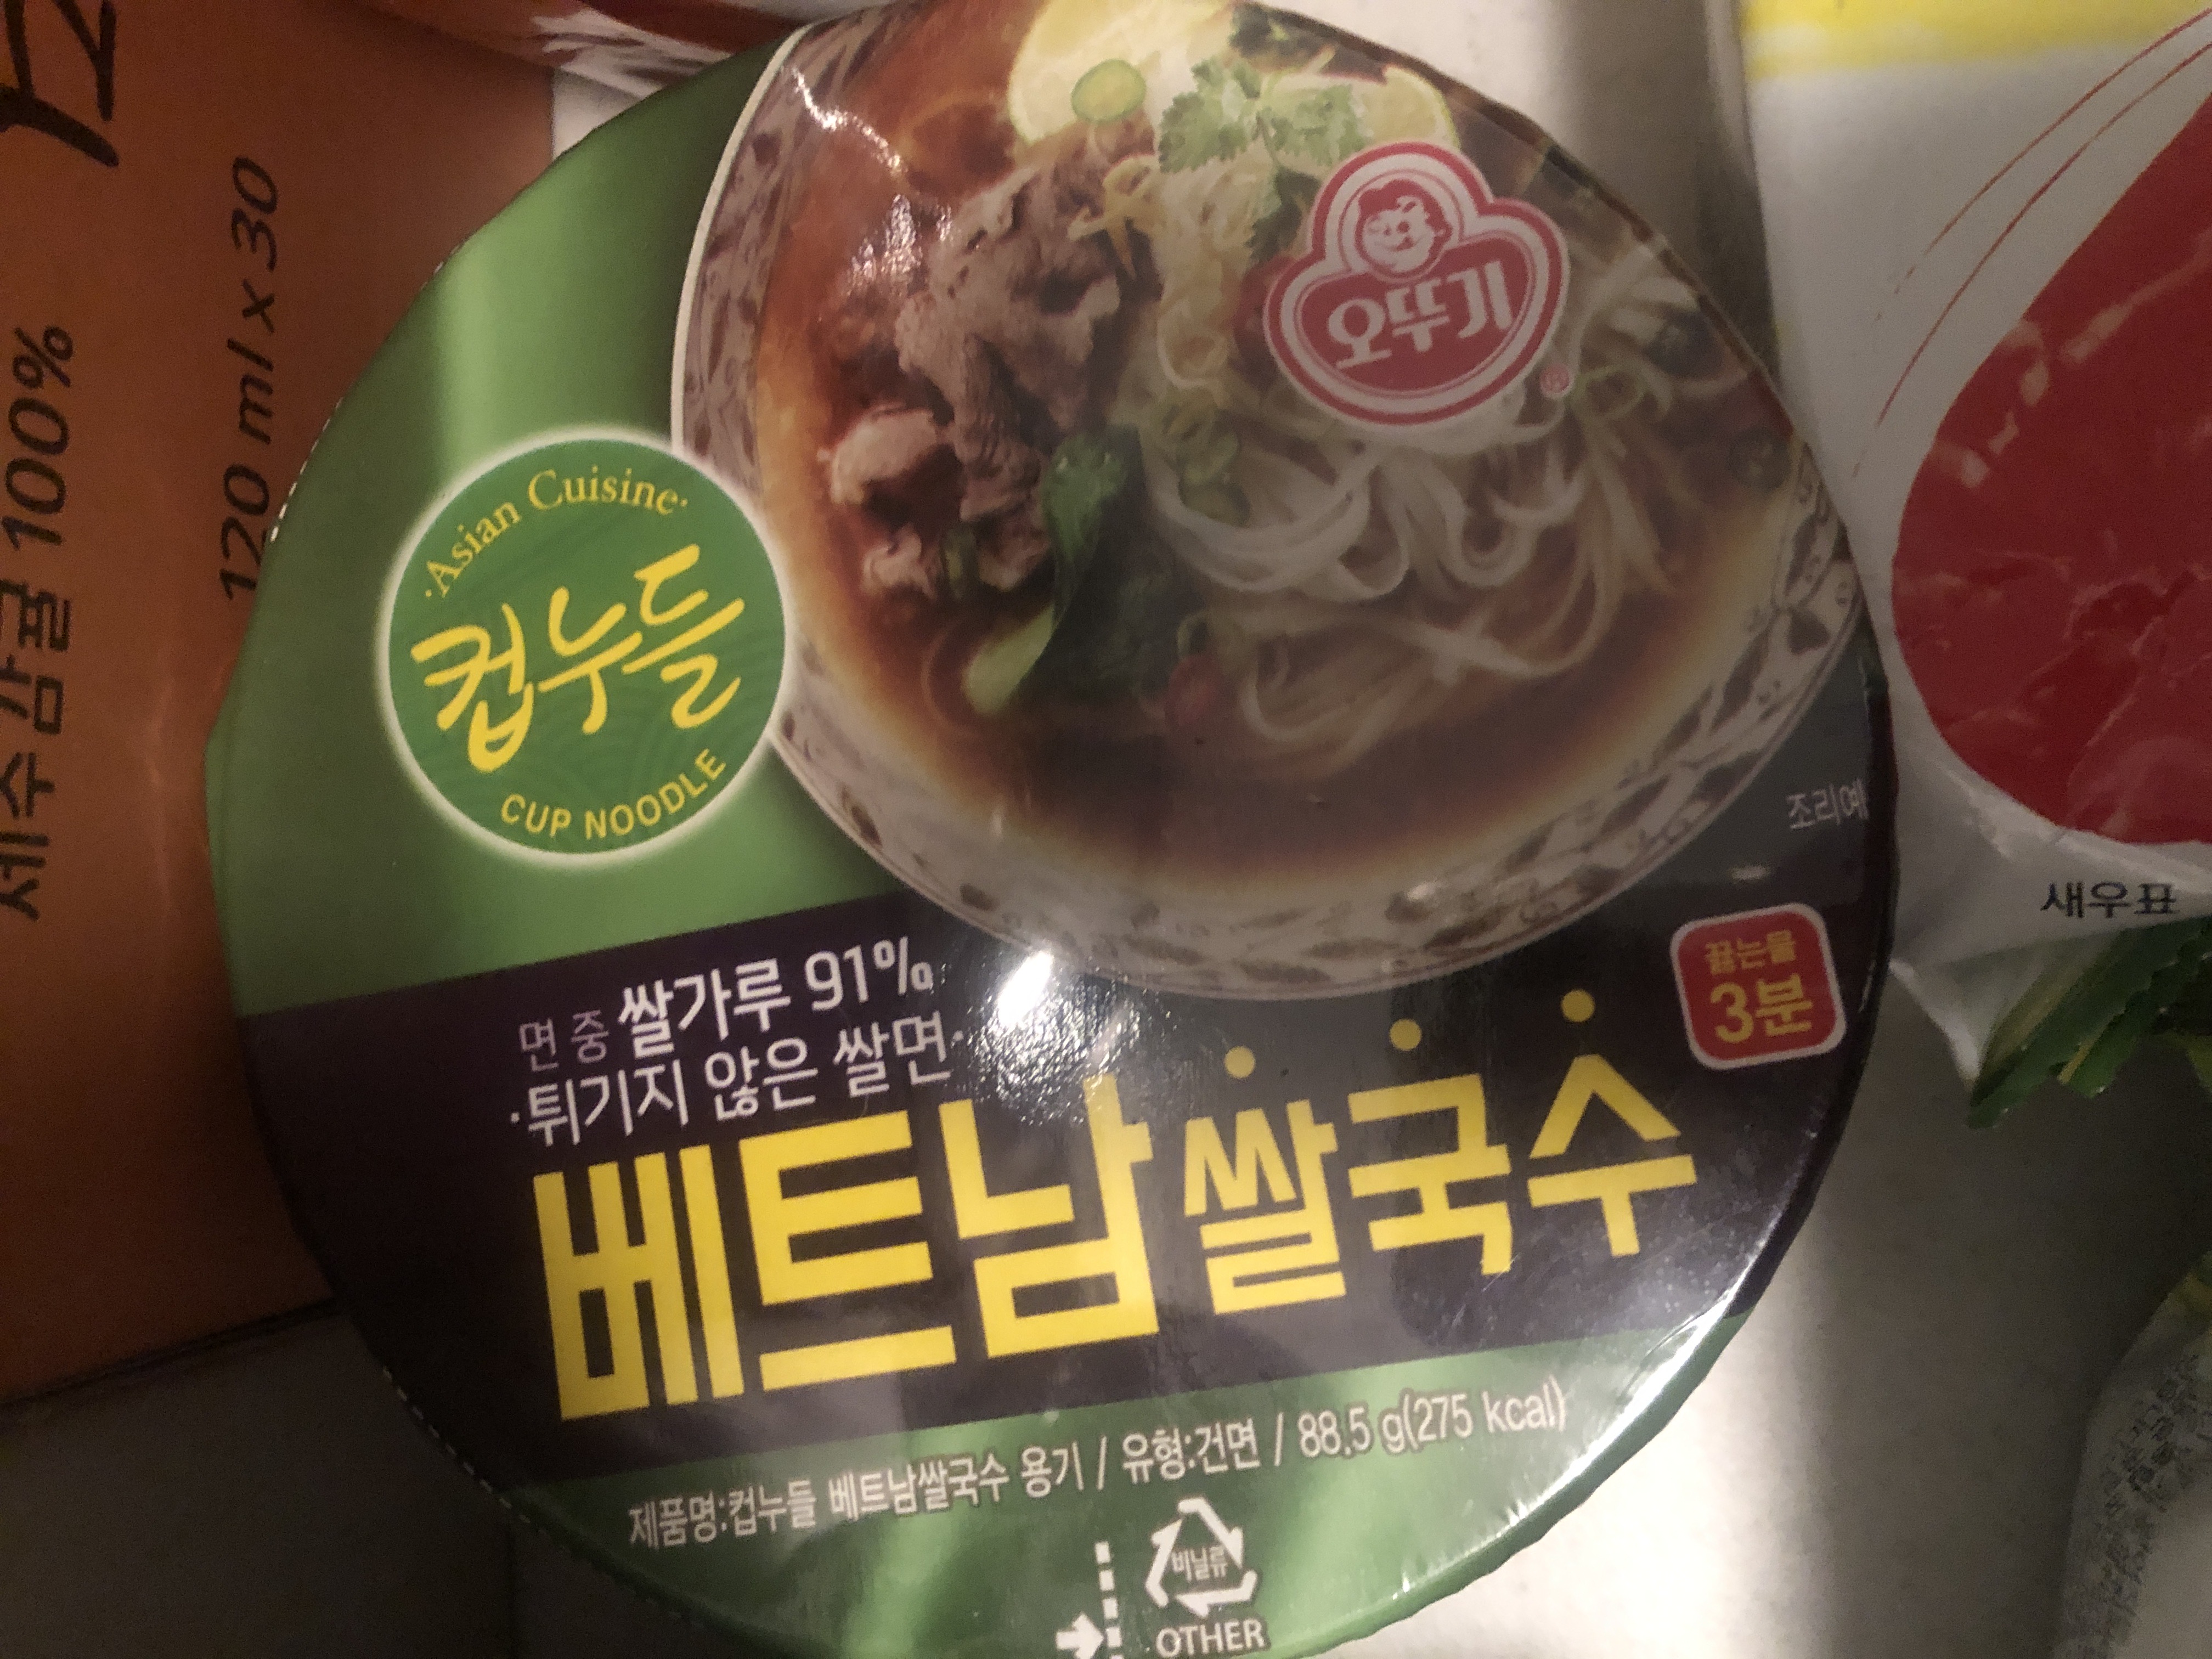 120 ml x 30
감귤 100%
오뚜기
Asian Cuisine
컵누들
CUP NOODLE
조리예
새우표
끓는물
3분
면 중 쌀가루 91%
·튀기지 않은 쌀면·
베트남 쌀국수
제품명:컵누들 베트남쌀국수 용기 / 유형:건면 / 88.5 g(275 kcal)
비닐류
OTHER